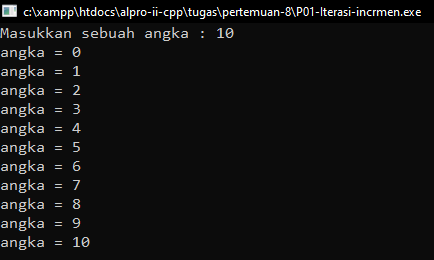 c:\xampp\htdocs\alpro-ii-cpp\tugas\pertemuan-8\P01-Iterasi-incrmen.exe
Masukkan sebuah angka : 10
angka = 0
angka = 1
angka = 2
angka = 3
angka = 4
angka = 5
angka = 6
angka = 7
angka = 8
angka = 9
angka = 10